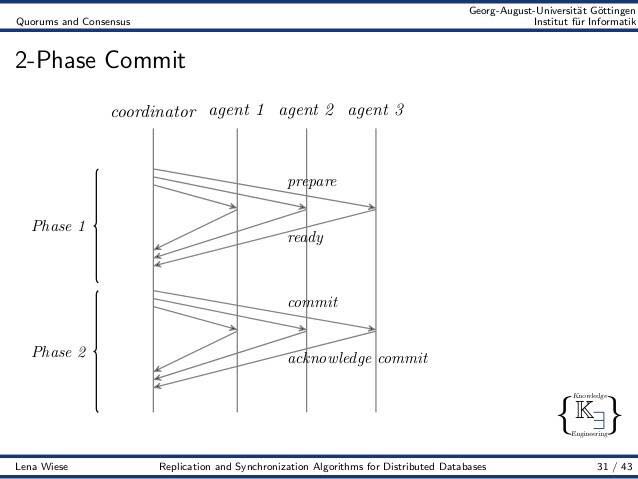 Georg-August-Universität Göttingen
Quorums and Consensus Institut für Informatik
2-Phase Commit
coordinator agent 1 agent 2 agent 3
prepare
Phase 1
ready
commit
Phase 2
acknowledge commit
Knowledge
K∃
Engineering
Lena Wiese Replication and Synchronization Algorithms for Distributed Databases 31 / 43